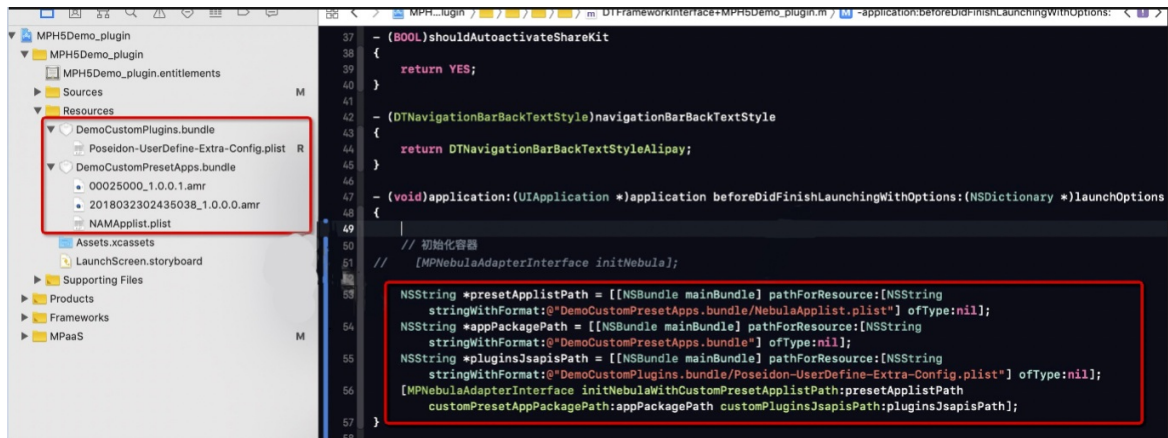 MPH...lugin
DTFrameworkInterface+MPH5Demo_plugin.m
-application:beforeDidFinishLaunchingWithOptions:
MPH5Demo_plugin
MPH5Demo_plugin
MPH5Demo_plugin.entitlements
Sources M
Resources
DemoCustomPlugins.bundle
Poseidon-UserDefine-Extra-Config.plist R
DemoCustomPresetApps.bundle
00025000_1.0.0.1.amr
2018032302435038_1.0.0.0.amr
NAMApplist.plist
Assets.xcassets
LaunchScreen.storyboard
Supporting Files
Products
Frameworks
MPaaS M
37 - (BOOL)shouldAutoactivateShareKit
38 {
39 return YES;
40 }
41
42 - (DTNavigationBarBackTextStyle)navigationBarBackTextStyle
43 {
44 return DTNavigationBarBackTextStyleAlipay;
45 }
46
47 - (void)application:(UIApplication *)application beforeDidFinishLaunchingWithOptions:(NSDictionary *)launchOptions
48 {
49
50 // 初始化容器
51 // [MPNebulaAdapterInterface initNebula];
52
53 NSString *presetApplistPath = [[NSBundle mainBundle] pathForResource:[NSString
stringWithFormat:@"DemoCustomPresetApps.bundle/NebulaApplist.plist"] ofType:nil];
54 NSString *appPackagePath = [[NSBundle mainBundle] pathForResource:[NSString
stringWithFormat:@"DemoCustomPresetApps.bundle"] ofType:nil];
55 NSString *pluginsJsapisPath = [[NSBundle mainBundle] pathForResource:[NSString
stringWithFormat:@"DemoCustomPlugins.bundle/Poseidon-UserDefine-Extra-Config.plist"] ofType:nil];
56 [MPNebulaAdapterInterface initNebulaWithCustomPresetApplistPath:presetApplistPath
customPresetAppPackagePath:appPackagePath customPluginsJsapisPath:pluginsJsapisPath];
57 }
58